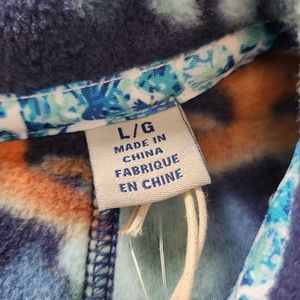 L/G
MADE IN
CHINA
FABRIQUE
EN CHINE